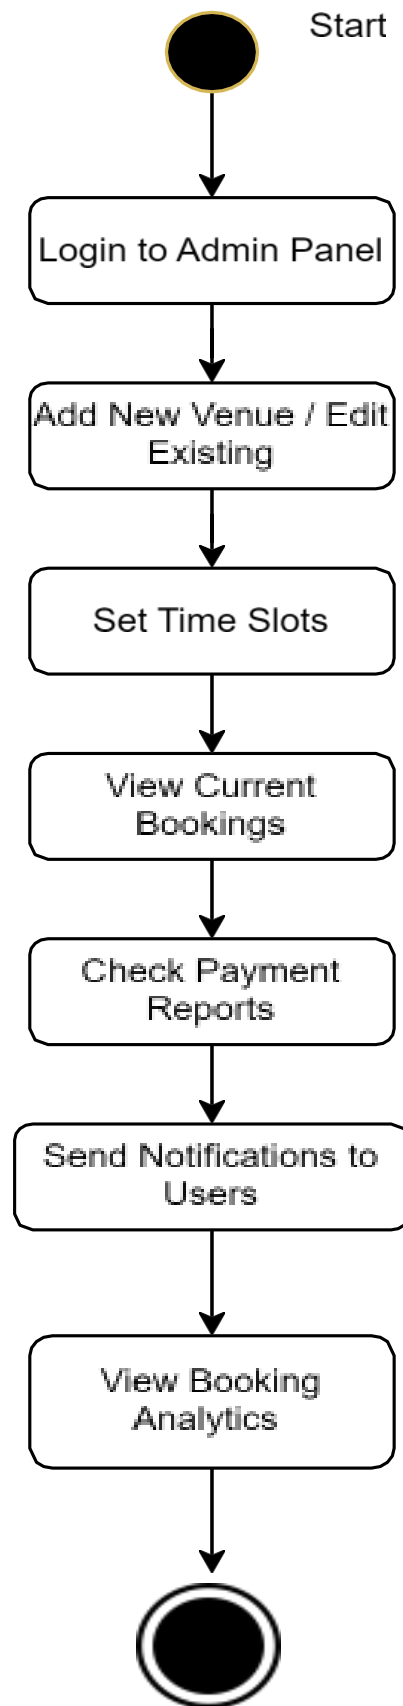 Start
Login to Admin Panel
Add New Venue / Edit
Existing
Set Time Slots
View Current
Bookings
Check Payment
Reports
Send Notifications to
Users
View Booking
Analytics